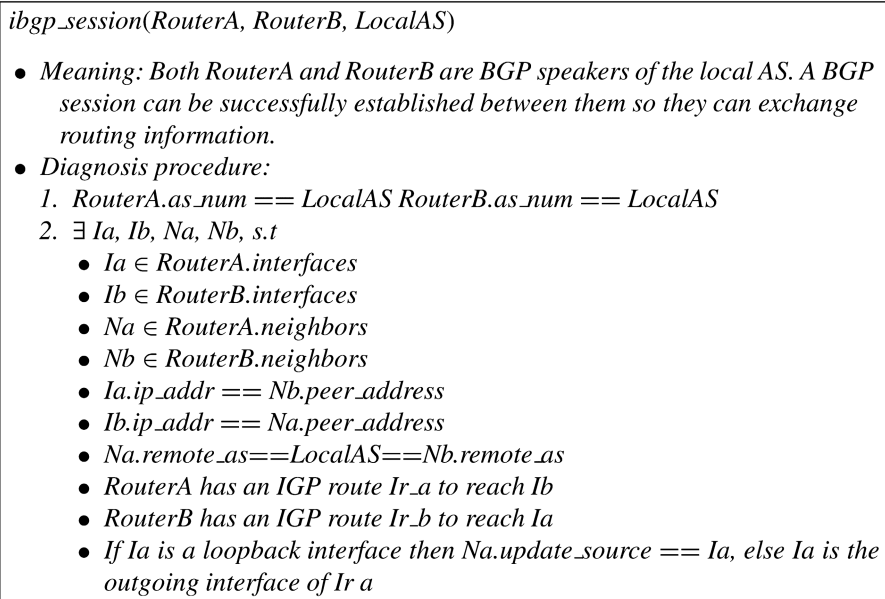 ibgp_session(RouterA, RouterB, LocalAS)
• Meaning: Both RouterA and RouterB are BGP speakers of the local AS. A BGP
session can be successfully established between them so they can exchange
routing information.
• Diagnosis procedure:
1. RouterA.as_num == LocalAS RouterB.as_num == LocalAS
2. ∃ Ia, Ib, Na, Nb, s.t
• Ia ∈ RouterA.interfaces
• Ib ∈ RouterB.interfaces
• Na ∈ RouterA.neighbors
• Nb ∈ RouterB.neighbors
• Ia.ip_addr == Nb.peer_address
• Ib.ip_addr == Na.peer_address
• Na.remote_as==LocalAS==Nb.remote_as
• RouterA has an IGP route Ir_a to reach Ib
• RouterB has an IGP route Ir_b to reach Ia
• If Ia is a loopback interface then Na.update_source == Ia, else Ia is the
outgoing interface of Ir a